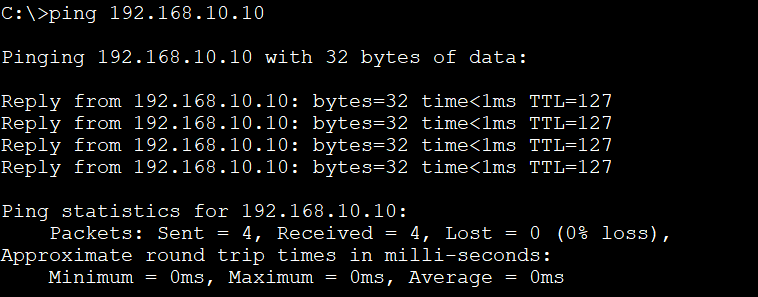 C:\>ping 192.168.10.10
Pinging 192.168.10.10 with 32 bytes of data:
Reply from 192.168.10.10: bytes=32 time<1ms TTL=127
Reply from 192.168.10.10: bytes=32 time<1ms TTL=127
Reply from 192.168.10.10: bytes=32 time<1ms TTL=127
Reply from 192.168.10.10: bytes=32 time<1ms TTL=127
Ping statistics for 192.168.10.10:
    Packets: Sent = 4, Received = 4, Lost = 0 (0% loss),
Approximate round trip times in milli-seconds:
    Minimum = 0ms, Maximum = 0ms, Average = 0ms